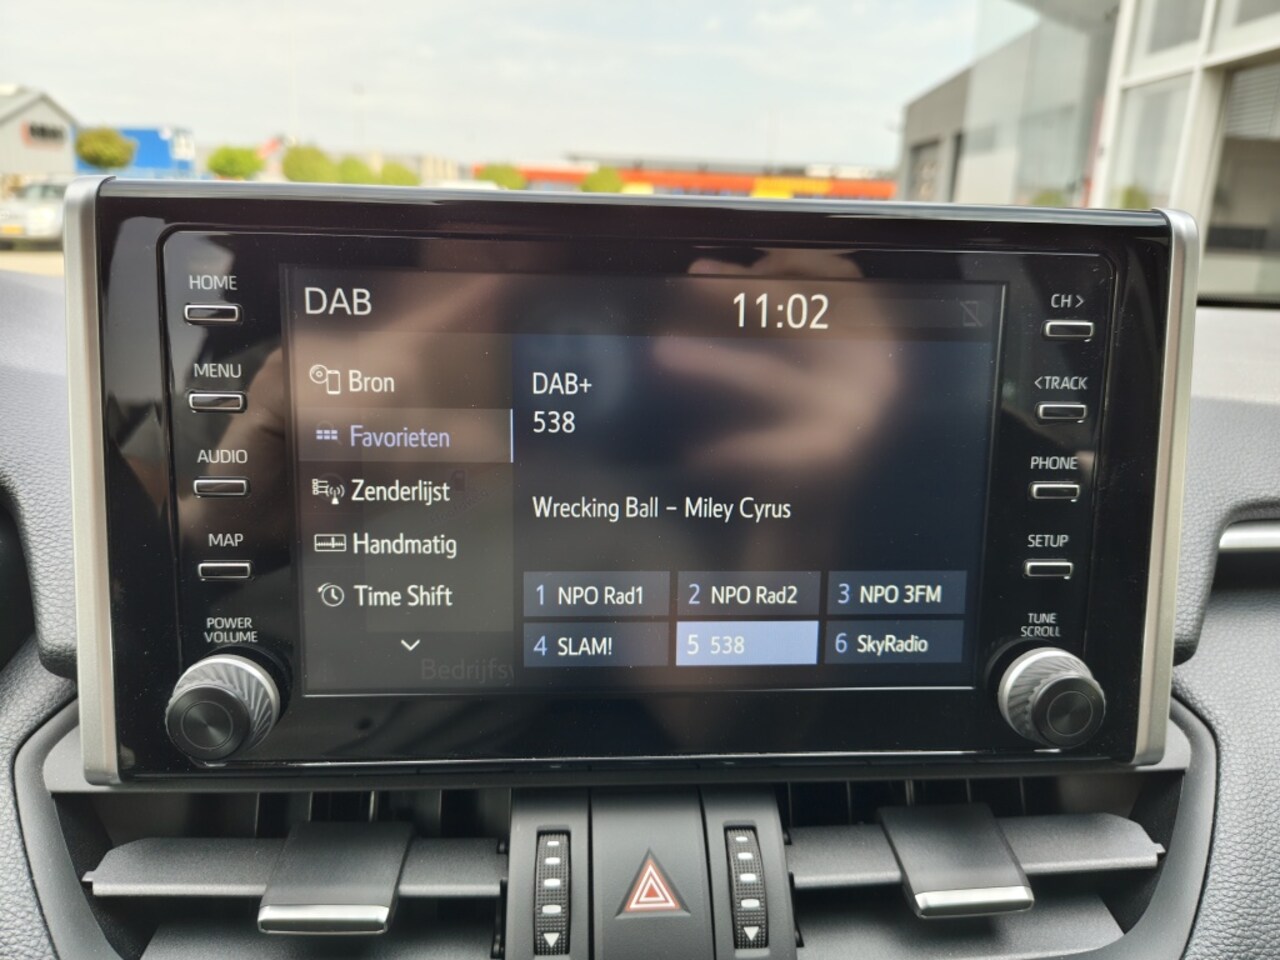 HOME
MENU
AUDIO
MAP
POWER
VOLUME
DAB
11:02
Bron
Favorieten
Zenderlijst
Handmatig
Time Shift
DAB+
538
Wrecking Ball – Miley Cyrus
1 NPO Rad1
2 NPO Rad2
3 NPO 3FM
4 SLAM!
5 538
6 SkyRadio
CH >
< TRACK
PHONE
SETUP
TUNE
SCROLL